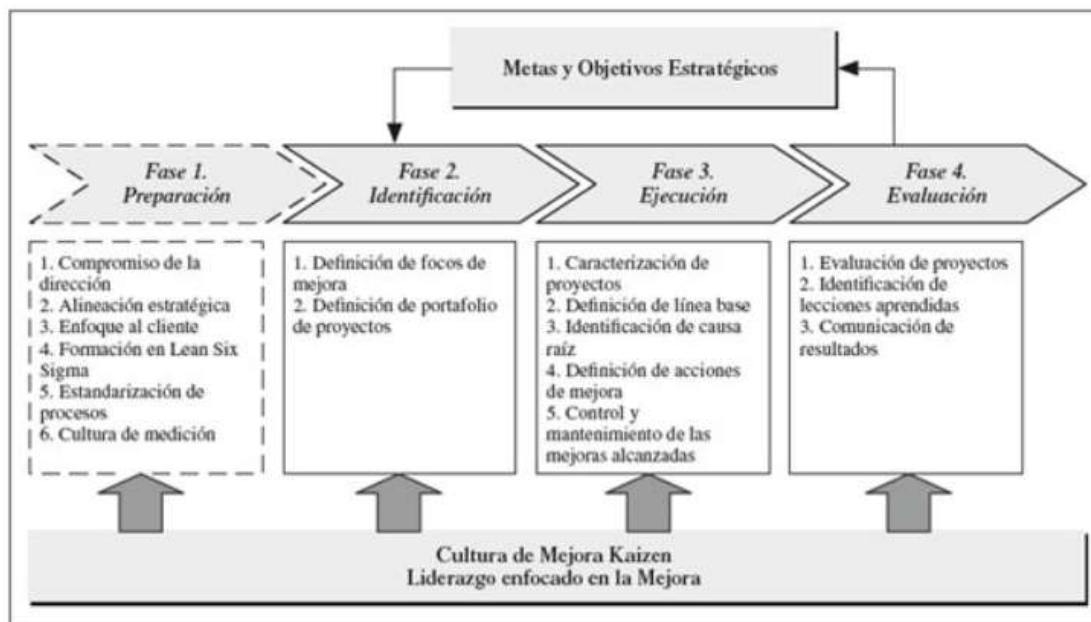 Metas y Objetivos Estratégicos
Fase 1.
Preparación
Fase 2.
Identificación
Fase 3.
Ejecución
Fase 4.
Evaluación
1. Compromiso de la
dirección
2. Alineación estratégica
3. Enfoque al cliente
4. Formación en Lean Six
Sigma
5. Estandarización de
procesos
6. Cultura de medición
1. Definición de focos de
mejora
2. Definición de portafolio
de proyectos
1. Caracterización de
proyectos
2. Definición de línea base
3. Identificación de causa
raíz
4. Definición de acciones
de mejora
5. Control y
mantenimiento de las
mejoras alcanzadas
1. Evaluación de proyectos
2. Identificación de
lecciones aprendidas
3. Comunicación de
resultados
Cultura de Mejora Kaizen
Liderazgo enfocado en la Mejora